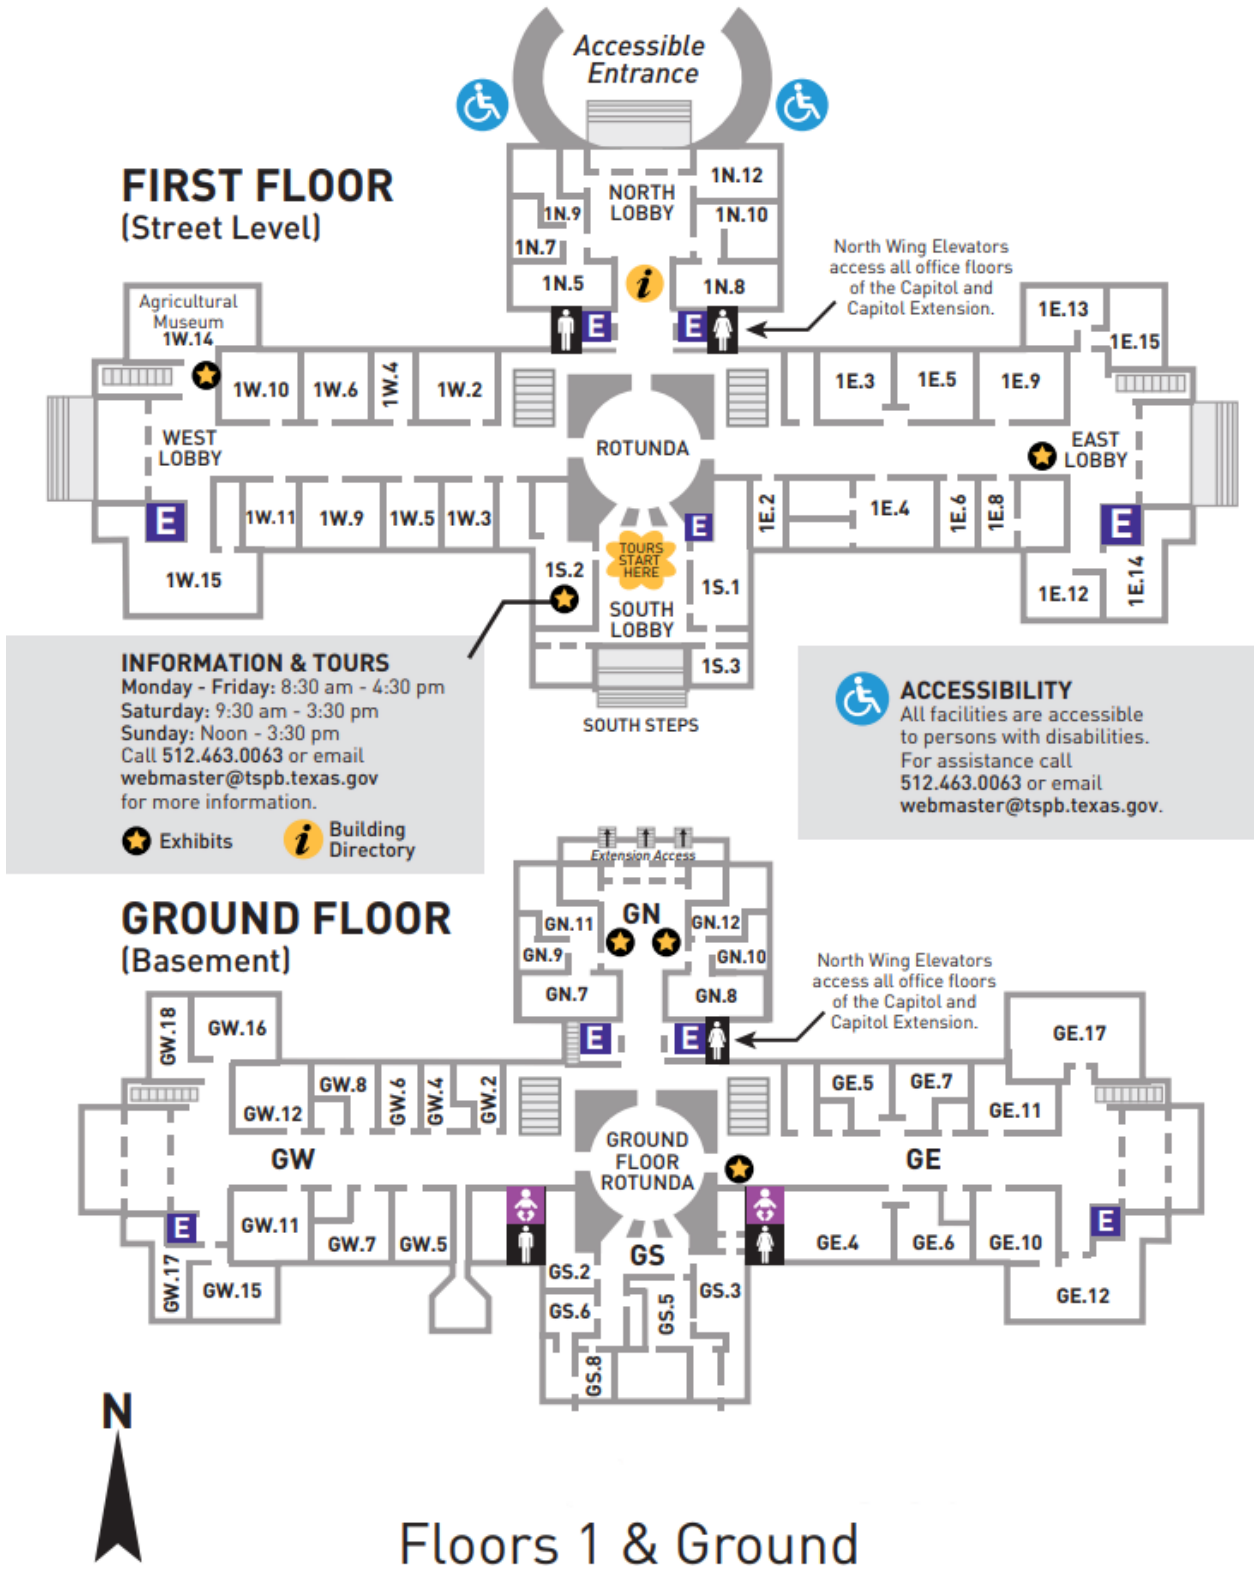 Accessible
Entrance
FIRST FLOOR
(Street Level)
1N.12
NORTH
LOBBY
1N.9
1N.10
1N.7
1N.5
i
1N.8
North Wing Elevators
access all office floors
of the Capitol and
Capitol Extension.
E
E
Agricultural
Museum
1W.14
1E.13
1E.15
1W.10
1W.6
1W.4
1W.2
1E.3
1E.5
1E.9
WEST
LOBBY
ROTUNDA
EAST
LOBBY
E
1W.11
1W.9
1W.5
1W.3
E
1E.2
1E.4
1E.6
1E.8
E
TOURS
START
HERE
1W.15
1S.2
1S.1
1E.12
1E.14
SOUTH
LOBBY
1S.3
SOUTH STEPS
INFORMATION & TOURS
Monday - Friday: 8:30 am - 4:30 pm
Saturday: 9:30 am - 3:30 pm
Sunday: Noon - 3:30 pm
Call 512.463.0063 or email
webmaster@tspb.texas.gov
for more information.
Exhibits
i
Building
Directory
ACCESSIBILITY
All facilities are accessible
to persons with disabilities.
For assistance call
512.463.0063 or email
webmaster@tspb.texas.gov.
GROUND FLOOR
(Basement)
Extension Access
GN
GN.11
GN.12
GN.9
GN.10
GN.7
GN.8
North Wing Elevators
access all office floors
of the Capitol and
Capitol Extension.
E
E
GW.18
GW.16
GE.17
GW.12
GW.8
GW.6
GW.4
GW.2
GE.5
GE.7
GE.11
GW
GROUND
FLOOR
ROTUNDA
GE
E
GW.11
GW.7
GW.5
GE.4
GE.6
GE.10
E
GS
GW.17
GW.15
GS.2
GS.3
GE.12
GS.6
GS.5
GS.8
N
Floors 1 & Ground